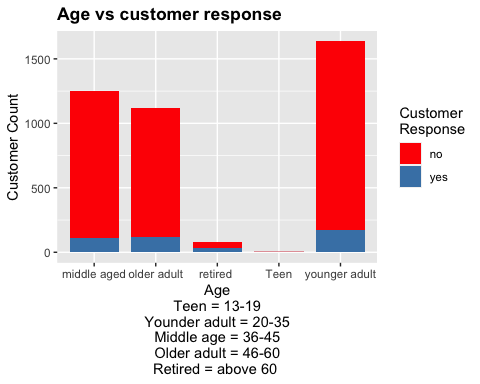 Age vs customer response
Customer Count
1500
1000
500
0
middle aged
older adult
retired
Teen
younger adult
Age
Teen = 13-19
Younder adult = 20-35
Middle age = 36-45
Older adult = 46-60
Retired = above 60
Customer
Response
no
yes